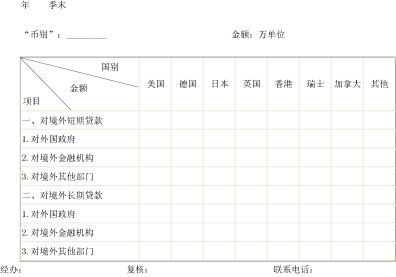 年 季末
“币别”：________ 金额：万单位
国别
金额
项目
美国 德国 日本 英国 香港 瑞士 加拿大 其他
一、对境外短期贷款
1.对外国政府
2.对境外金融机构
3.对境外其他部门
二、对境外长期贷款
1.对外国政府
2.对境外金融机构
3.对境外其他部门
经办： 复核： 联系电话：